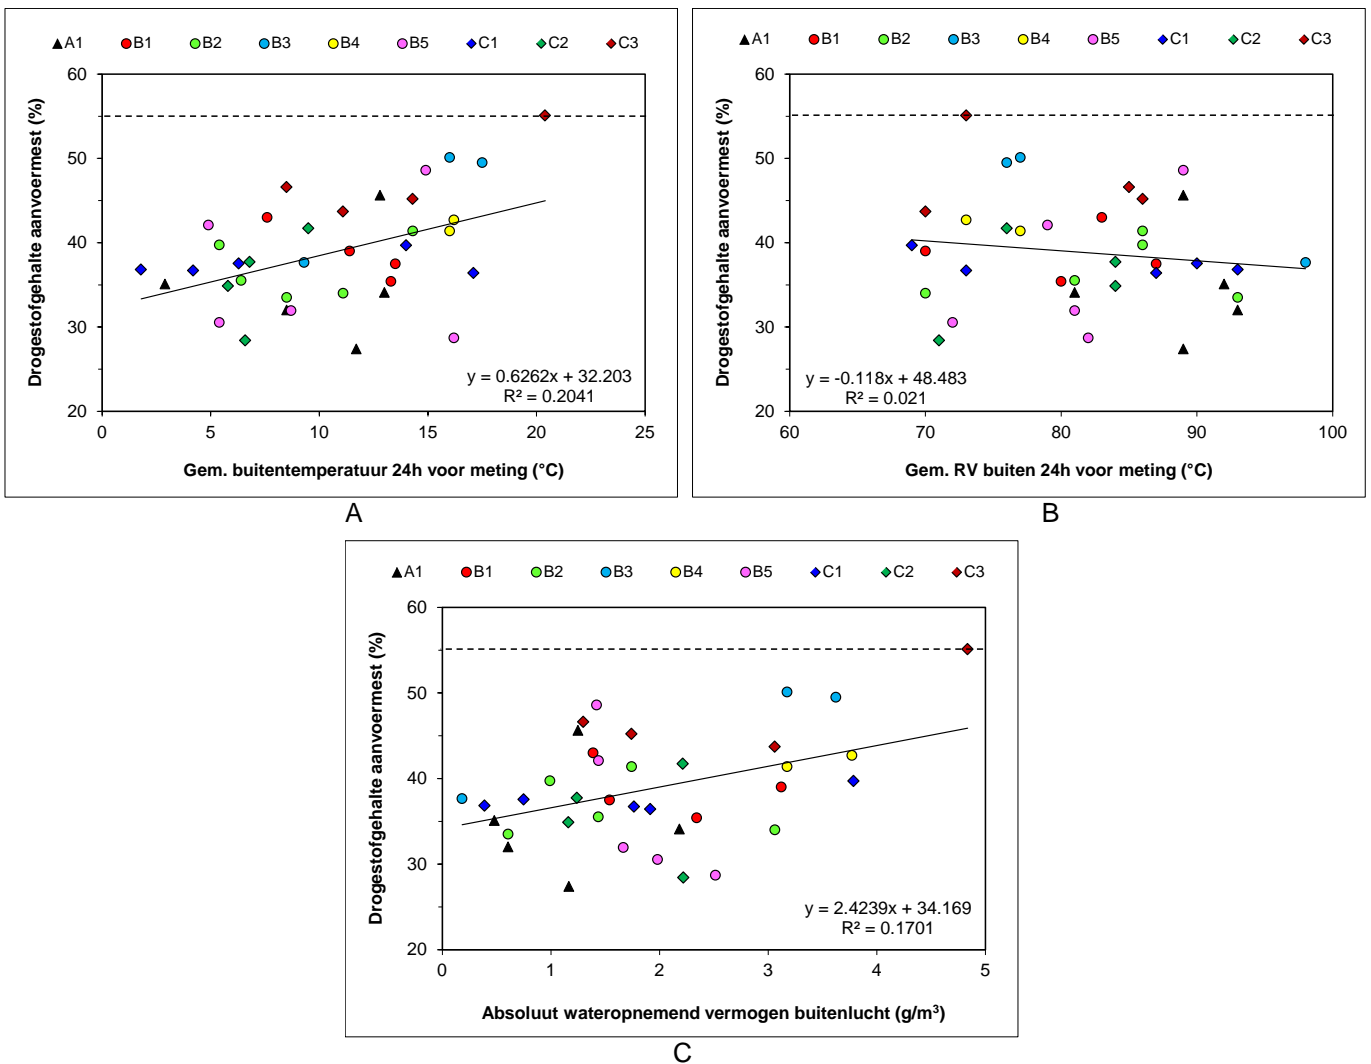 A1 B1 B2 B3 B4 B5 C1 C2 C3
60
50
40
30
20
Drogestofgehalte aanvoermest (%)
y = 0.6262x + 32.203
R² = 0.2041
0 5 10 15 20 25
Gem. buitentemperatuur 24h voor meting (°C)
A
A1 B1 B2 B3 B4 B5 C1 C2 C3
60
50
40
30
20
Drogestofgehalte aanvoermest (%)
y = -0.118x + 48.483
R² = 0.021
60 70 80 90 100
Gem. RV buiten 24h voor meting (°C)
B
A1 B1 B2 B3 B4 B5 C1 C2 C3
60
50
40
30
20
Drogestofgehalte aanvoermest (%)
y = 2.4239x + 34.169
R² = 0.1701
0 1 2 3 4 5
Absoluut wateropnemend vermogen buitenlucht (g/m³)
C